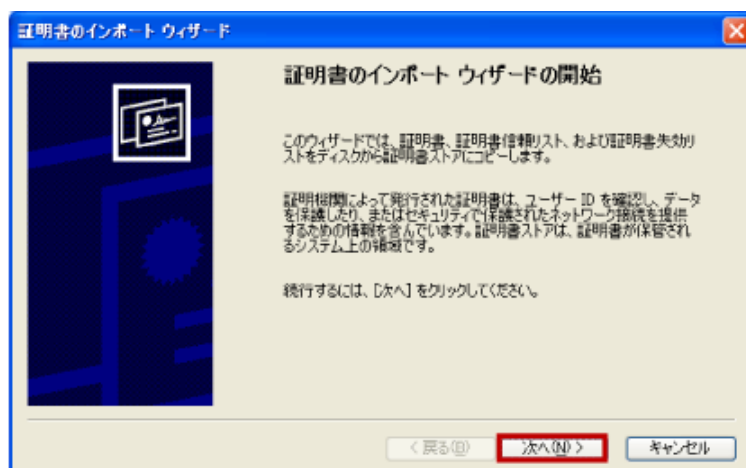 証明書のインポート ウィザード
証明書のインポート ウィザードの開始
このウィザードでは、証明書、証明書信頼リスト、および証明書失効リ
ストをディスクから証明書ストアにコピーします。
証明機関によって発行された証明書は、ユーザー ID を確認し、データ
を保護したり、またはセキュリティで保護されたネットワーク接続を提供
するための情報を含んでいます。証明書ストアは、証明書が保管され
るシステム上の領域です。
続行するには、[次へ] をクリックしてください。
< 戻る(B)
次へ(N) >
キャンセル